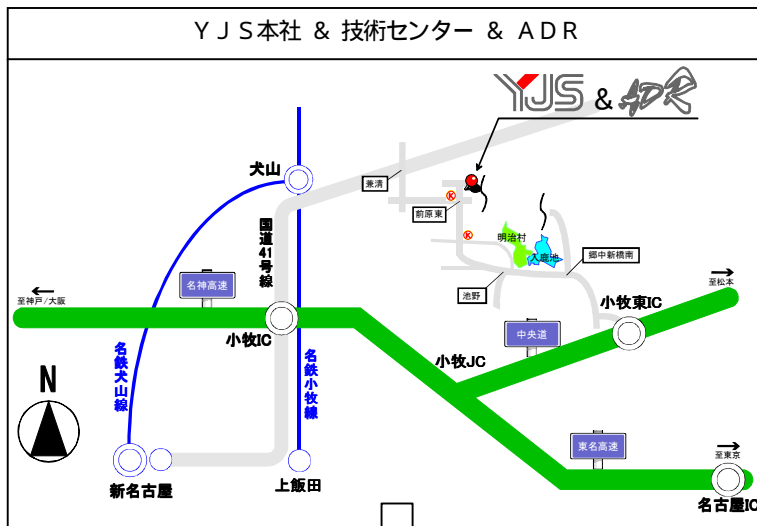 YJS本社 & 技術センター & ADR
YJS & ADR
犬山
兼清
国道41号線
前原東
K
K
明治村
入鹿池
郷中新橋南
池野
名神高速
至神戸/大阪
小牧IC
至松本
小牧東IC
中央道
小牧JC
名鉄犬山線
名鉄小牧線
N
東名高速
至東京
新名古屋
上飯田
名古屋IC